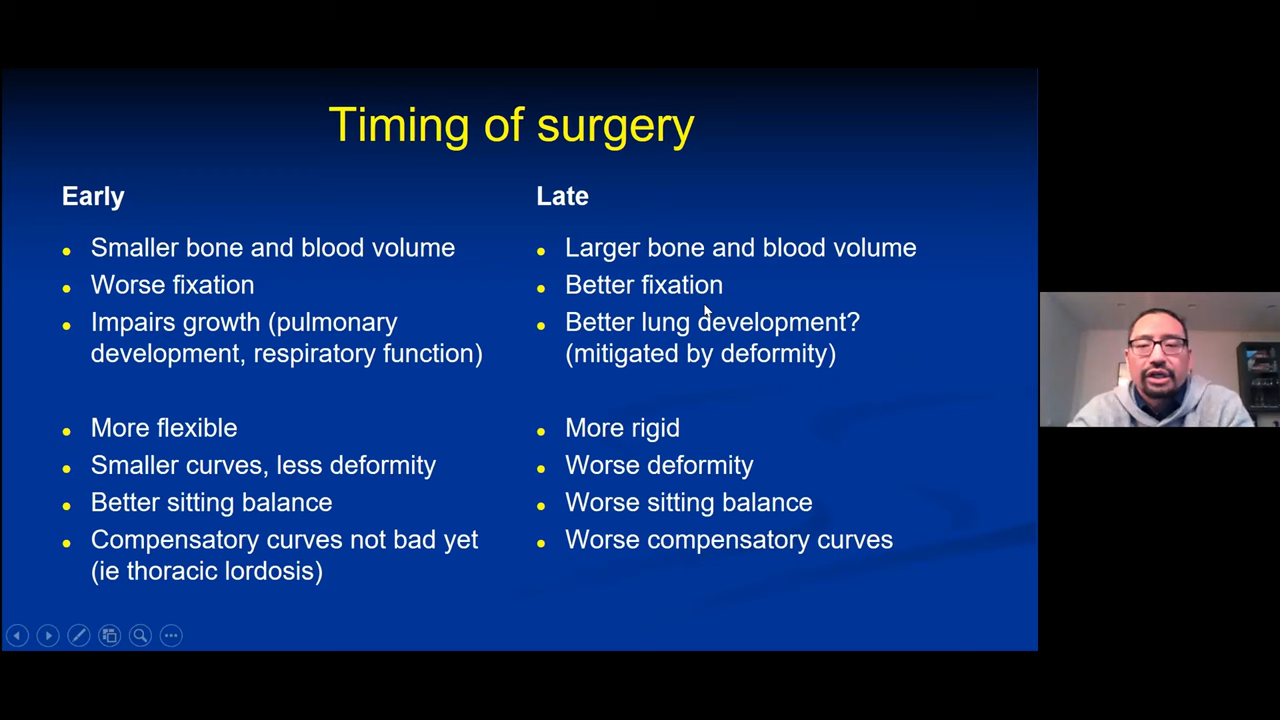 Timing of surgery
Early
Smaller bone and blood volume
Worse fixation
Impairs growth (pulmonary
development, respiratory function)
More flexible
Smaller curves, less deformity
Better sitting balance
Compensatory curves not bad yet
(ie thoracic lordosis)
Late
Larger bone and blood volume
Better fixation
Better lung development?
(mitigated by deformity)
More rigid
Worse deformity
Worse sitting balance
Worse compensatory curves